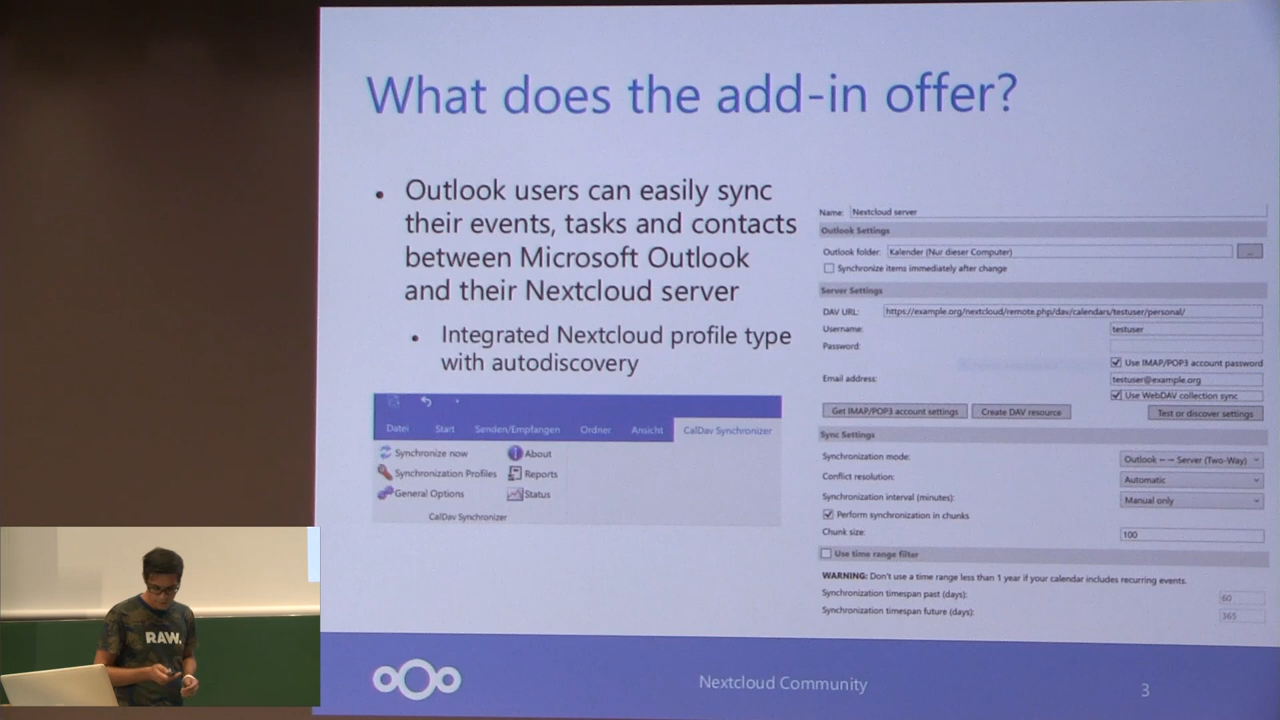 What does the add-in offer?
• Outlook users can easily sync
their events, tasks and contacts
between Microsoft Outlook
and their Nextcloud server
• Integrated Nextcloud profile type
with autodiscovery
Datei Start Senden/Empfangen Ordner Ansicht CalDav Synchronizer
Synchronize now About
Synchronization Profiles Reports
General Options Status
CalDav Synchronizer
Name: Nextcloud server
Outlook Settings
Outlook folder: Kalender (Nur dieser Computer) ...
Synchronize items immediately after change
Server Settings
DAV URL: https://example.org/nextcloud/remote.php/dav/calendars/testuser/personal/
Username: testuser
Password:
Use IMAP/POP3 account password
Email address: testuser@example.org
Use WebDAV collection sync
Get IMAP/POP3 account settings Create DAV resource Test or discover settings
Sync Settings
Synchronization mode: Outlook ←→ Server (Two-Way)
Conflict resolution: Automatic
Synchronization interval (minutes): Manual only
Perform synchronization in chunks
Chunk size: 100
Use time range filter
WARNING: Don't use a time range less than 1 year if your calendar includes recurring events.
Synchronization timespan past (days): 60
Synchronization timespan future (days): 365
RAW.
Nextcloud Community
3